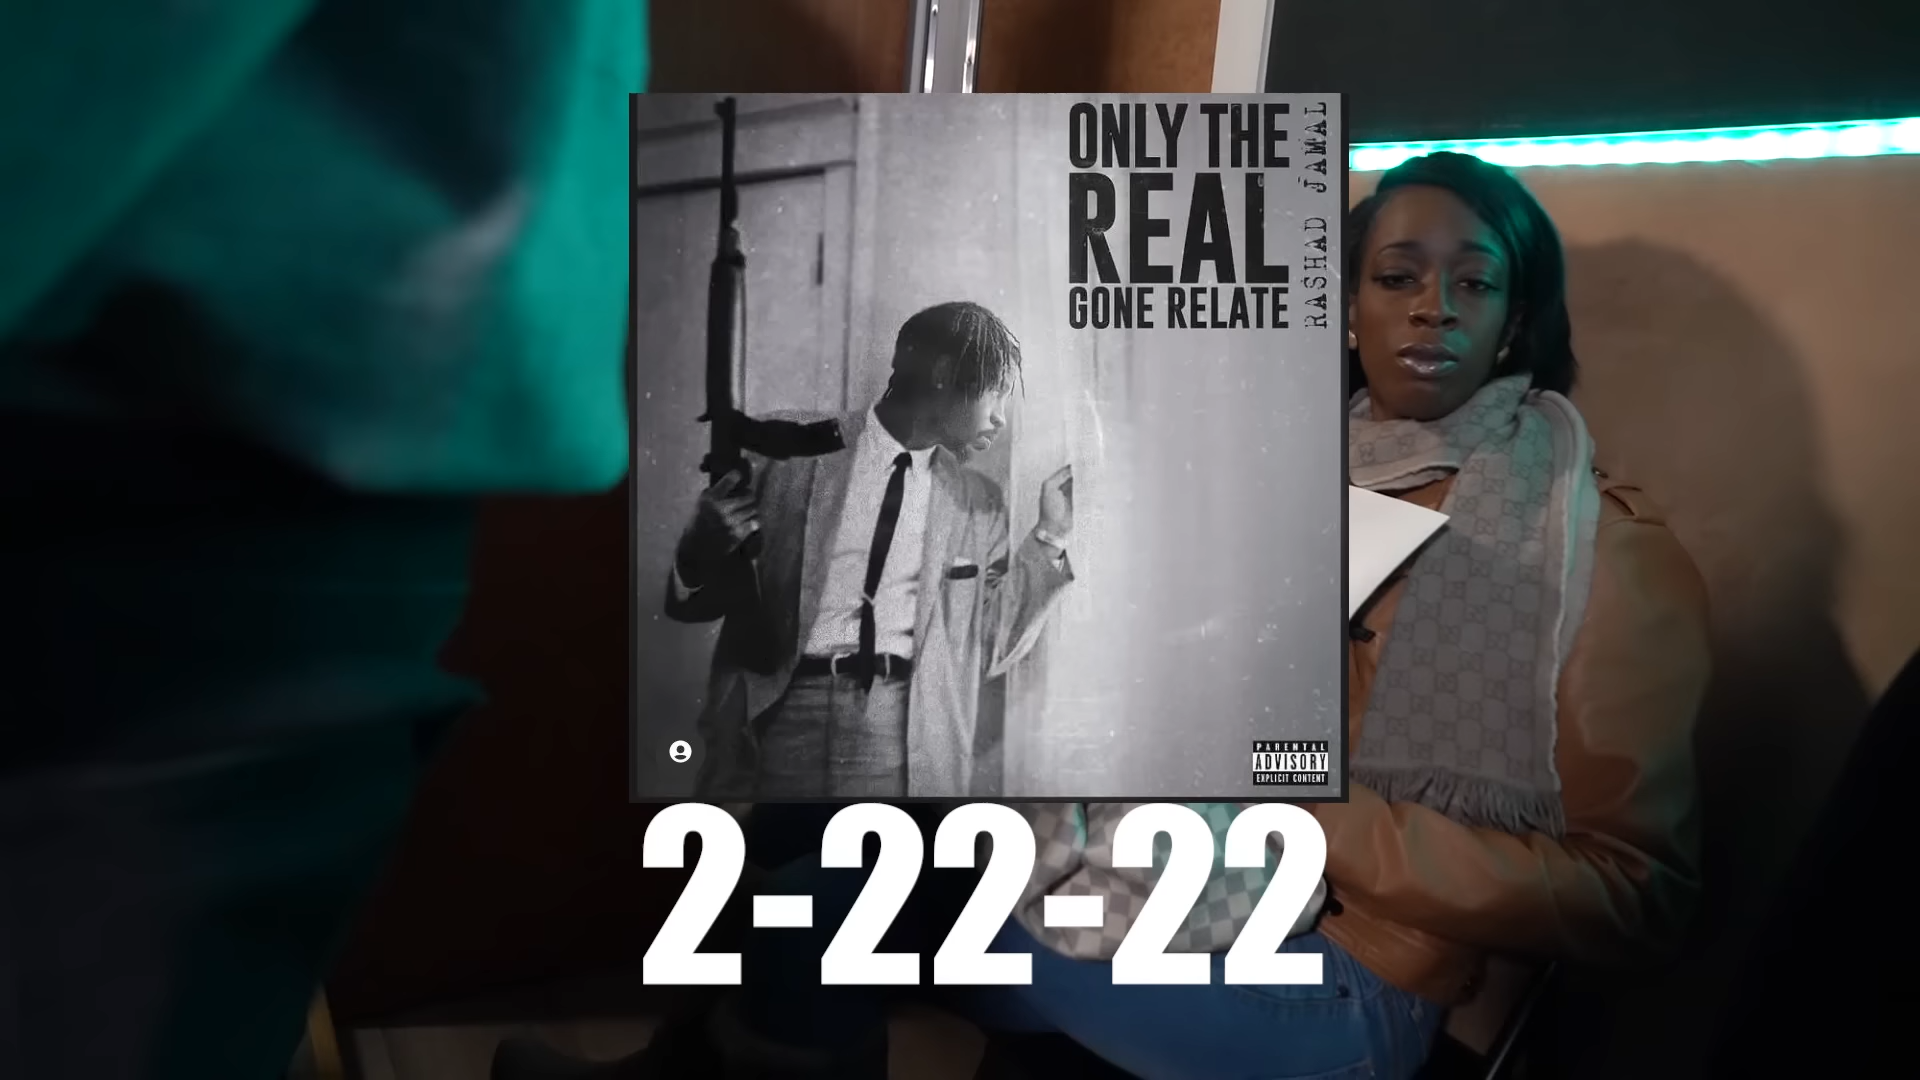 ONLY THE
REAL
GONE RELATE
RASHAD JAMAL
PARENTAL
ADVISORY
EXPLICIT CONTENT
2-22-22